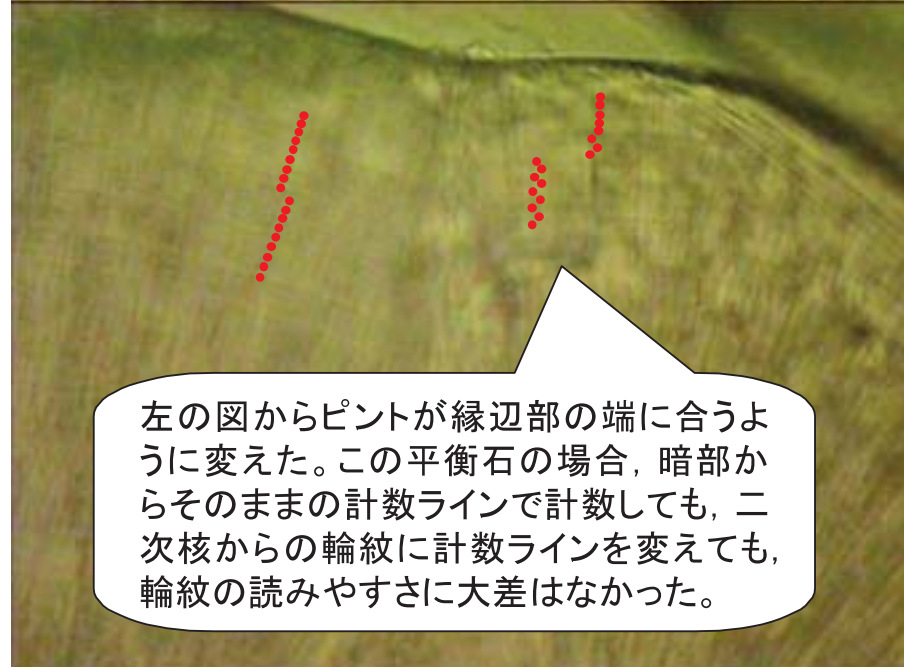 左の図からピントが縁辺部の端に合うよ
うに変えた。この平衡石の場合, 暗部か
らそのままの計数ラインで計数しても, 二
次核からの輪紋に計数ラインを変えても,
輪紋の読みやすさに大差はなかった。